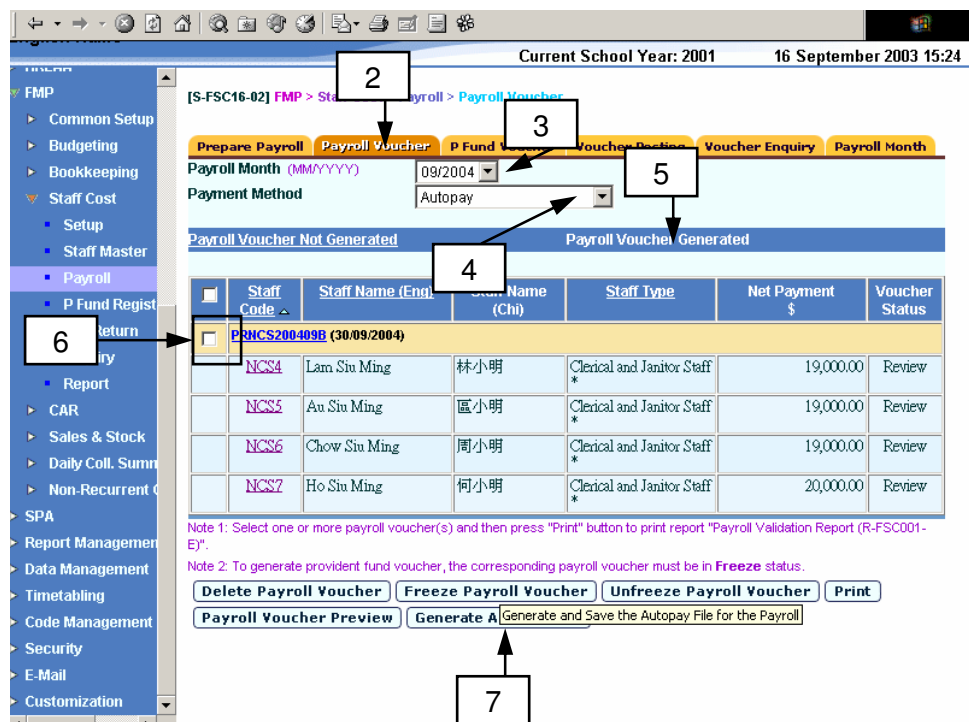 Current School Year: 2001 16 September 2003 15:24
FMP
Common Setup
Budgeting
Bookkeeping
Staff Cost
Setup
Staff Master
Payroll
P Fund Regist
Return
iry
Report
CAR
Sales & Stock
Daily Coll. Summ
Non-Recurrent
SPA
Report Managemen
Data Management
Timetabling
Code Management
Security
E-Mail
Customization
[S-FSC16-02] FMP > Sta ayroll > Payroll Voucher
2
3
Prepare Payroll Payroll Voucher P Fund Voucher Voucher Posting Voucher Enquiry Payroll Month
Payroll Month (MM/YYYY) 09/2004
5
Payment Method Autopay
Payroll Voucher Not Generated Payroll Voucher Generated
4
Staff Code Staff Name (Eng) Staff Name (Chi) Staff Type Net Payment $ Voucher Status
6
PRNCS200409B (30/09/2004)
NCS4 Lam Siu Ming 林小明 Clerical and Janitor Staff * 19,000.00 Review
NCS5 Au Siu Ming 區小明 Clerical and Janitor Staff * 19,000.00 Review
NCS6 Chow Siu Ming 周小明 Clerical and Janitor Staff * 19,000.00 Review
NCS7 Ho Siu Ming 何小明 Clerical and Janitor Staff * 20,000.00 Review
Note 1: Select one or more payroll voucher(s) and then press "Print" button to print report "Payroll Validation Report (R-FSC001-
E)".
Note 2: To generate provident fund voucher, the corresponding payroll voucher must be in Freeze status.
Delete Payroll Voucher Freeze Payroll Voucher Unfreeze Payroll Voucher Print
Payroll Voucher Preview Generate A
Generate and Save the Autopay File for the Payroll
7